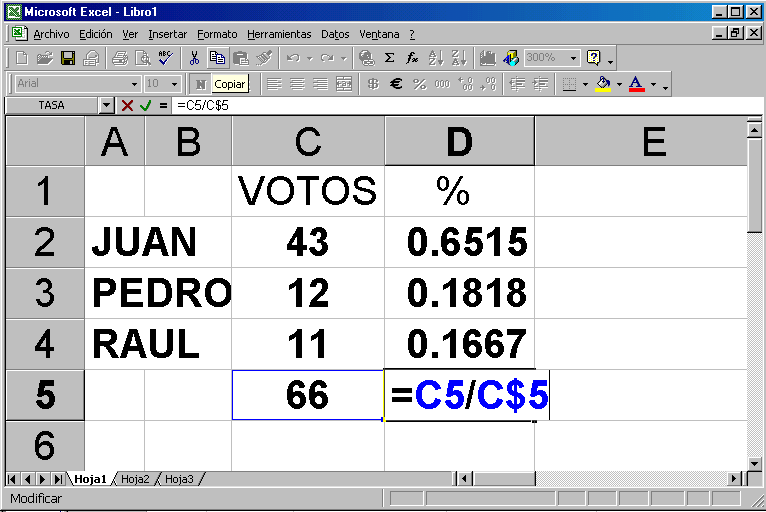 Microsoft Excel - Libro1
Archivo Edición Ver Insertar Formato Herramientas Datos Ventana ?
300%
Arial 10 N Copiar $ € % 000
TASA =C5/C$5
A B C D E
1 VOTOS %
2 JUAN 43 0.6515
3 PEDRO 12 0.1818
4 RAUL 11 0.1667
5 66 =C5/C$5
6
Hoja1 Hoja2 Hoja3
Modificar